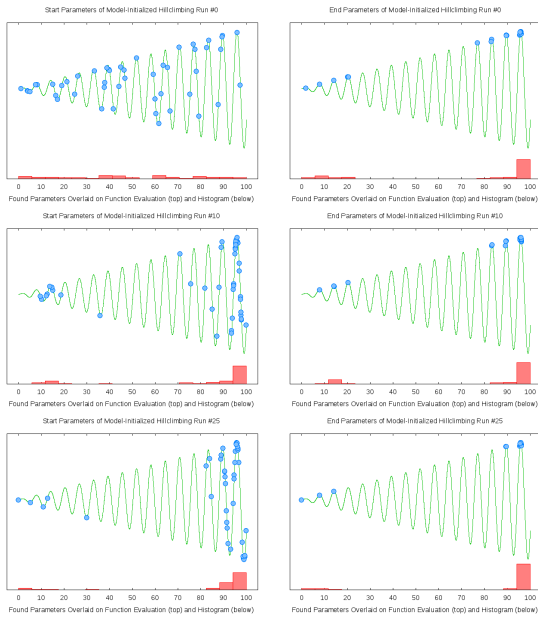 Start Parameters of Model-Initialized Hillclimbing Run #0
End Parameters of Model-Initialized Hillclimbing Run #0
0 10 20 30 40 50 60 70 80 90 100
0 10 20 30 40 50 60 70 80 90 100
Found Parameters Overlaid on Function Evaluation (top) and Histogram (below)
Found Parameters Overlaid on Function Evaluation (top) and Histogram (below)
Start Parameters of Model-Initialized Hillclimbing Run #10
End Parameters of Model-Initialized Hillclimbing Run #10
0 10 20 30 40 50 60 70 80 90 100
0 10 20 30 40 50 60 70 80 90 100
Found Parameters Overlaid on Function Evaluation (top) and Histogram (below)
Found Parameters Overlaid on Function Evaluation (top) and Histogram (below)
Start Parameters of Model-Initialized Hillclimbing Run #25
End Parameters of Model-Initialized Hillclimbing Run #25
0 10 20 30 40 50 60 70 80 90 100
0 10 20 30 40 50 60 70 80 90 100
Found Parameters Overlaid on Function Evaluation (top) and Histogram (below)
Found Parameters Overlaid on Function Evaluation (top) and Histogram (below)